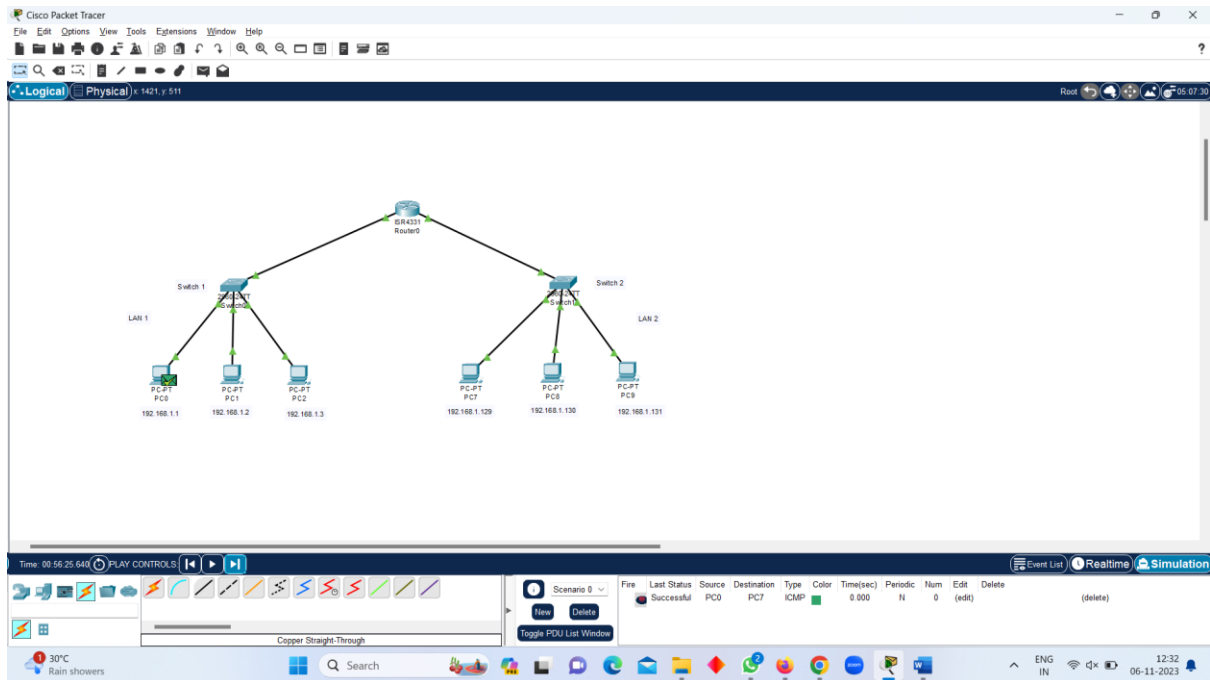 Cisco Packet Tracer
File Edit Options View Tools Extensions Window Help
?
Logical Physical x: 1421, y: 511 Root 05:07:30
ISR4331
Router0
Switch 1
Switch 2
Switch0
Switch1
LAN 1
LAN 2
PC-PT PC-PT PC-PT PC-PT PC-PT PC-PT
PC0 PC1 PC2 PC7 PC8 PC9
192.168.1.1 192.168.1.2 192.168.1.3 192.168.1.129 192.168.1.130 192.168.1.131
Time: 00:56:25.640 PLAY CONTROLS: Event List Realtime Simulation
Scenario 0 Fire Last Status Source Destination Type Color Time(sec) Periodic Num Edit Delete
Successful PC0 PC7 ICMP 0.000 N 0 (edit) (delete)
New Delete
Toggle PDU List Window
Copper Straight-Through
1 30°C
Rain showers
Search
PRE
2
zoom
W
ENG
IN
12:32
06-11-2023